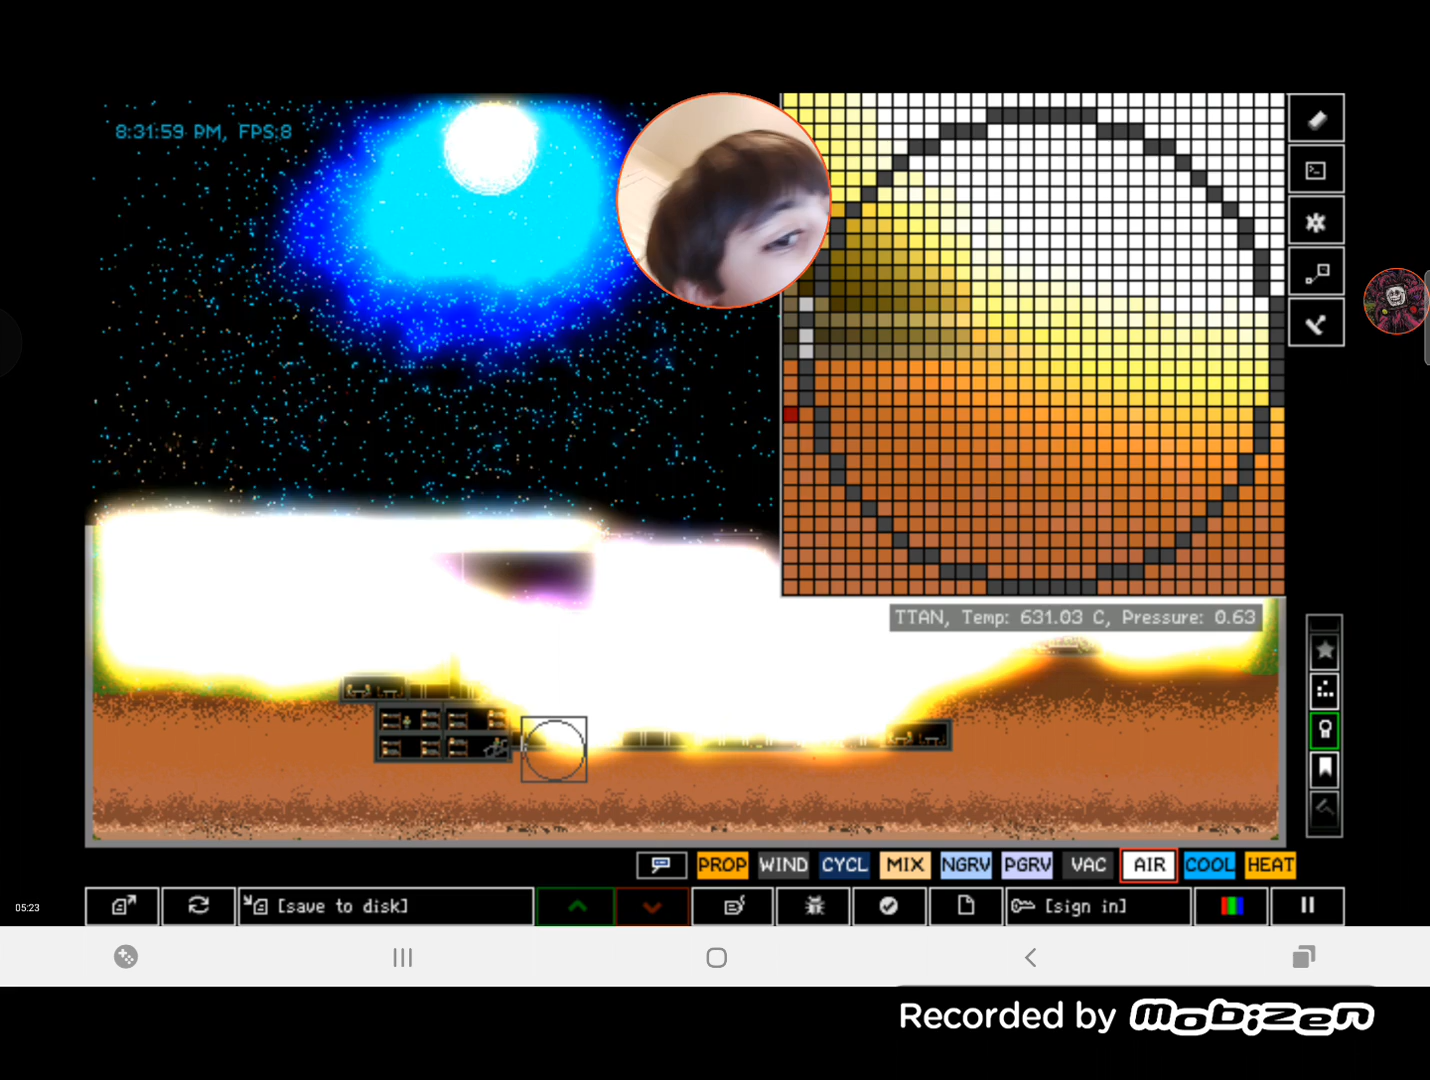 8:31:59 PM, FPS:8
TTAN, Temp: 631.03 C, Pressure: 0.63
PROP WIND CYCL MIX NGRV PGRV VAC AIR COOL HEAT
[save to disk] [sign in]
05:23
Recorded by mobizen